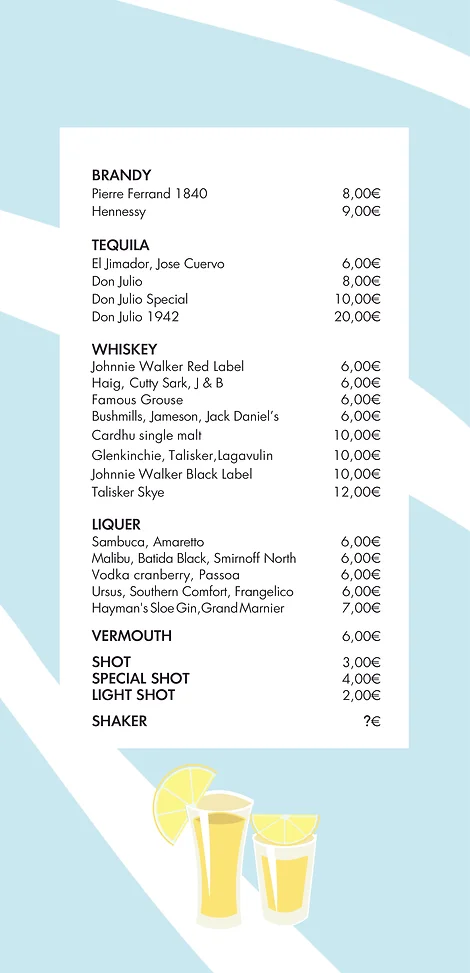 BRANDY
Pierre Ferrand 1840 8,00€
Hennessy 9,00€
TEQUILA
El Jimador, Jose Cuervo 6,00€
Don Julio 8,00€
Don Julio Special 10,00€
Don Julio 1942 20,00€
WHISKEY
Johnnie Walker Red Label 6,00€
Haig, Cutty Sark, J & B 6,00€
Famous Grouse 6,00€
Bushmills, Jameson, Jack Daniel's 6,00€
Cardhu single malt 10,00€
Glenkinchie, Talisker,Lagavulin 10,00€
Johnnie Walker Black Label 10,00€
Talisker Skye 12,00€
LIQUER
Sambuca, Amaretto 6,00€
Malibu, Batida Black, Smirnoff North 6,00€
Vodka cranberry, Passoa 6,00€
Ursus, Southern Comfort, Frangelico 6,00€
Hayman's Sloe Gin,Grand Marnier 7,00€
VERMOUTH 6,00€
SHOT 3,00€
SPECIAL SHOT 4,00€
LIGHT SHOT 2,00€
SHAKER ?€